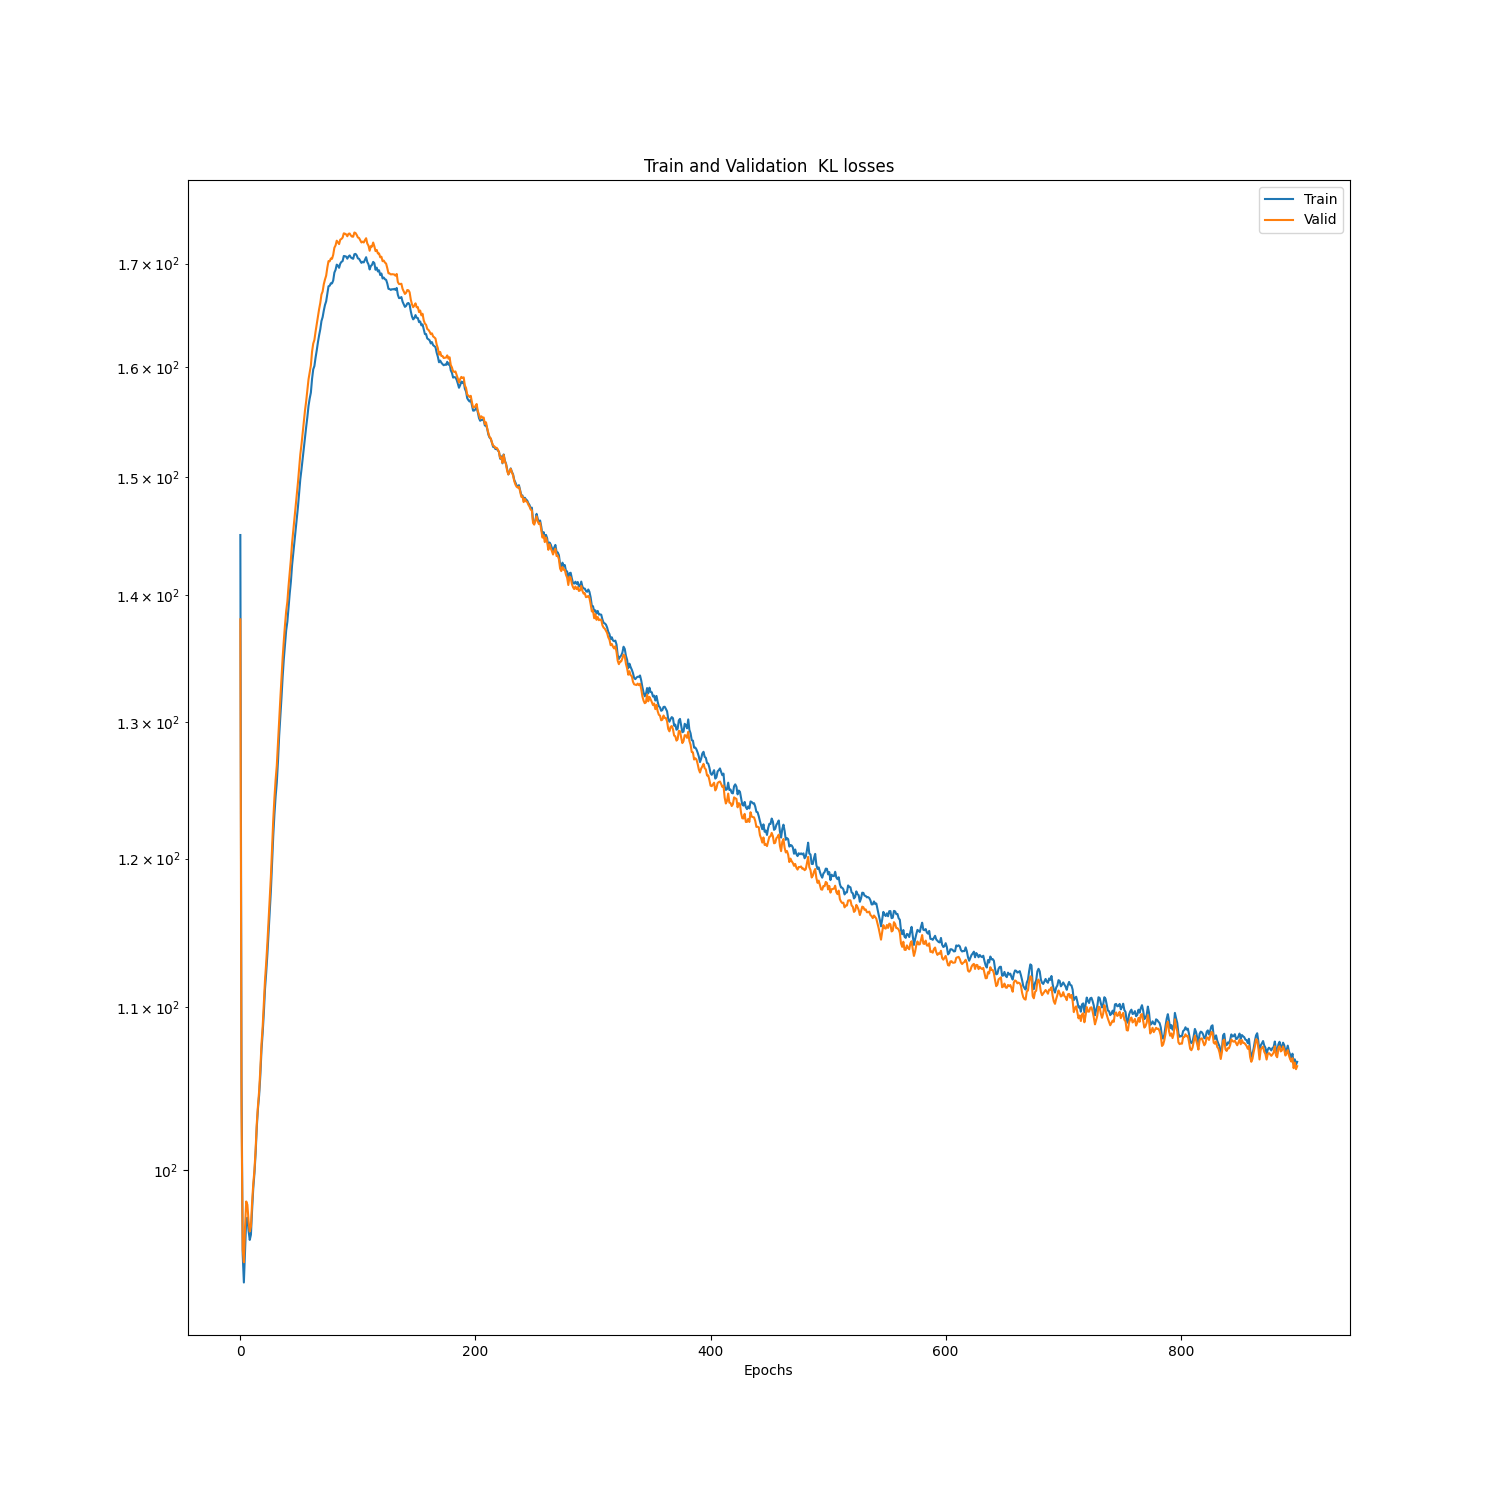 Train and Validation  KL losses
Train
Valid
1.7 × 10²
1.6 × 10²
1.5 × 10²
1.4 × 10²
1.3 × 10²
1.2 × 10²
1.1 × 10²
10²
0 200 400 600 800
Epochs